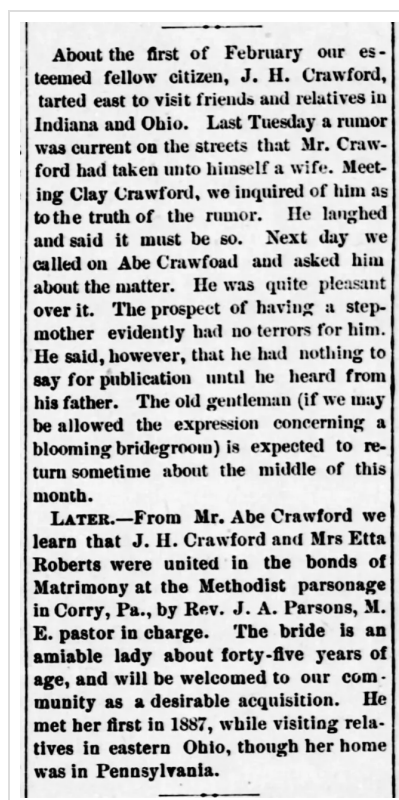 About the first of February our es-
teemed fellow citizen, J. H. Crawford,
tarted east to visit friends and relatives in
Indiana and Ohio. Last Tuesday a rumor
was current on the streets that Mr. Craw-
ford had taken unto himself a wife. Meet-
ing Clay Crawford, we inquired of him as
to the truth of the rumor. He laughed
and said it must be so. Next day we
called on Abe Crawfoad and asked him
about the matter. He was quite pleasant
over it. The prospect of having a step-
mother evidently had no terrors for him.
He said, however, that he had nothing to
say for publication until he heard from
his father. The old gentleman (if we may
be allowed the expression concerning a
blooming bridegroom) is expected to re-
turn sometime about the middle of this
month.
LATER.—From Mr. Abe Crawford we
learn that J. H. Crawford and Mrs Etta
Roberts were united in the bonds of
Matrimony at the Methodist parsonage
in Corry, Pa., by Rev. J. A. Parsons, M.
E. pastor in charge. The bride is an
amiable lady about forty-five years of
age, and will be welcomed to our com-
munity as a desirable acquisition. He
met her first in 1887, while visiting rela-
tives in eastern Ohio, though her home
was in Pennsylvania.